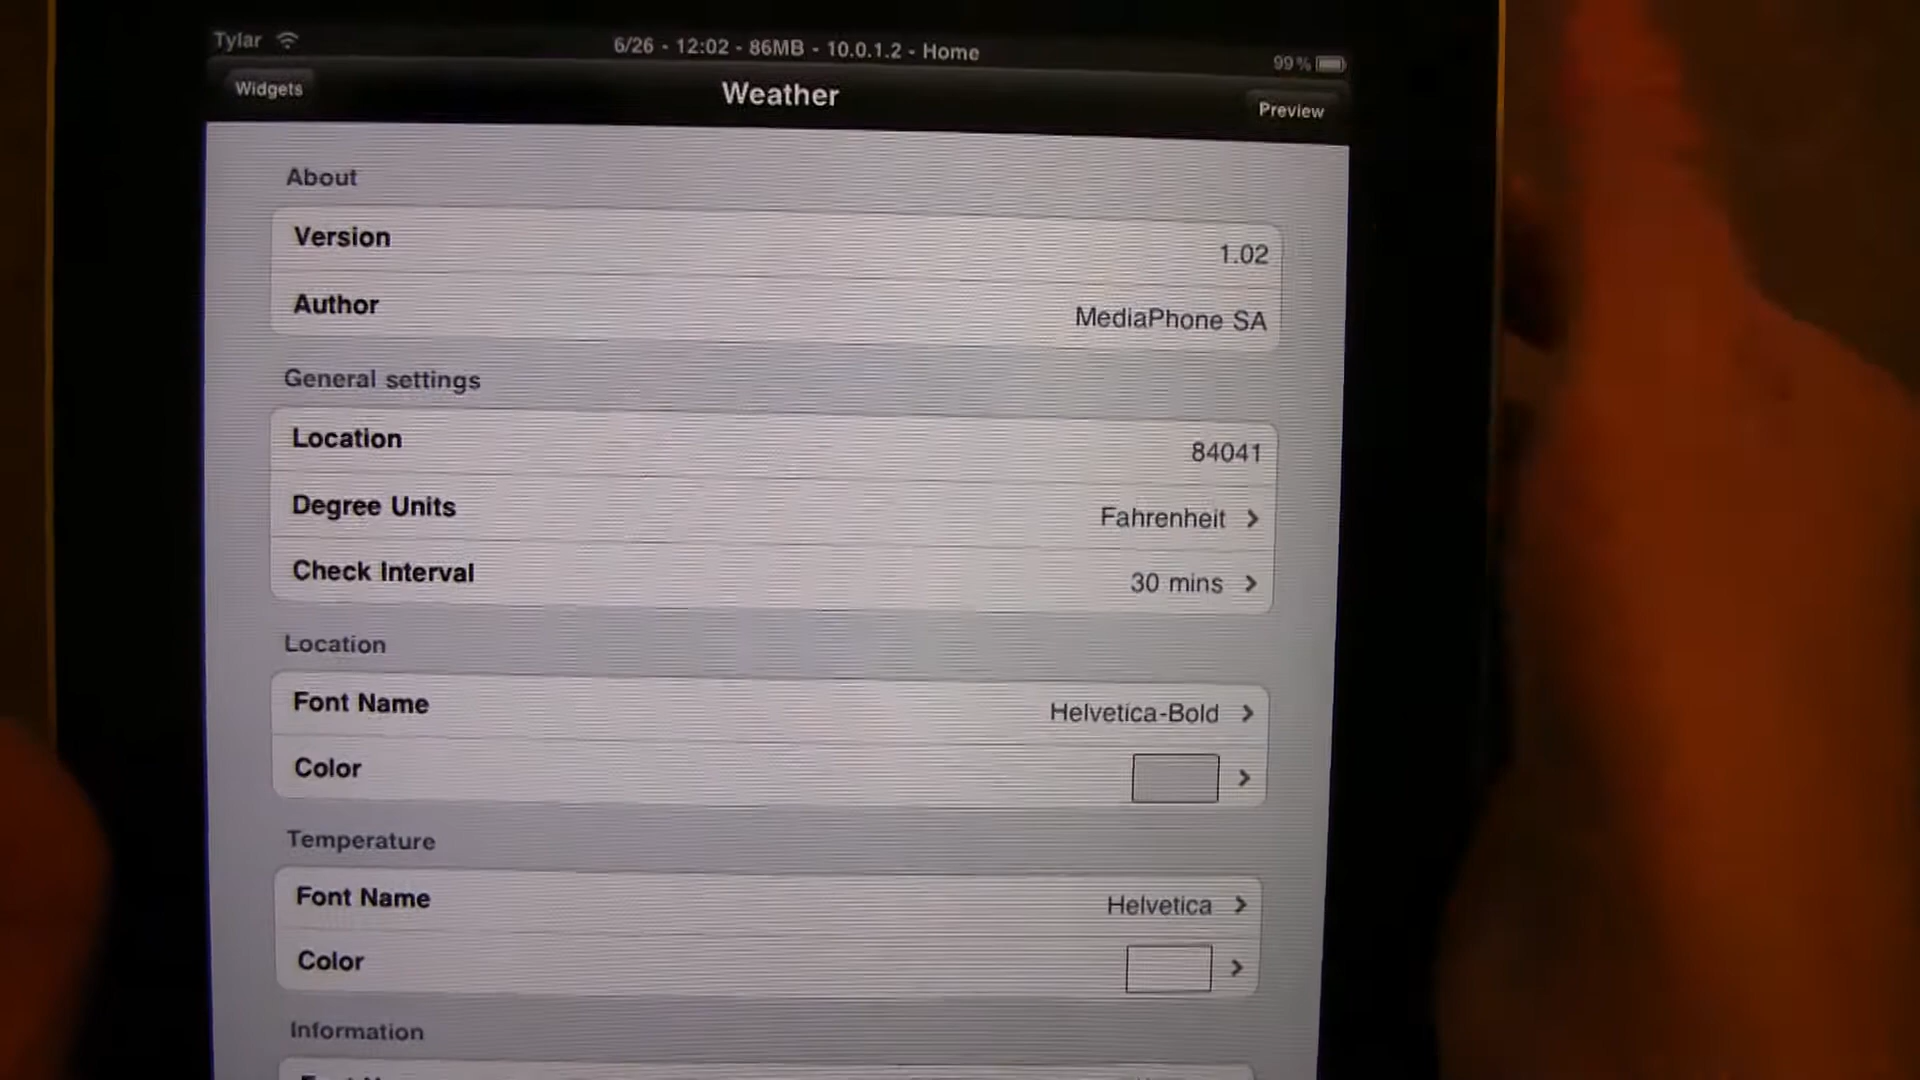 Tylar
6/26 - 12:02 - 86MB - 10.0.1.2 - Home
99%
Widgets
Weather
Preview
About
Version
1.02
Author
MediaPhone SA
General settings
Location
84041
Degree Units
Fahrenheit
Check Interval
30 mins
Location
Font Name
Helvetica-Bold
Color
Temperature
Font Name
Helvetica
Color
Information